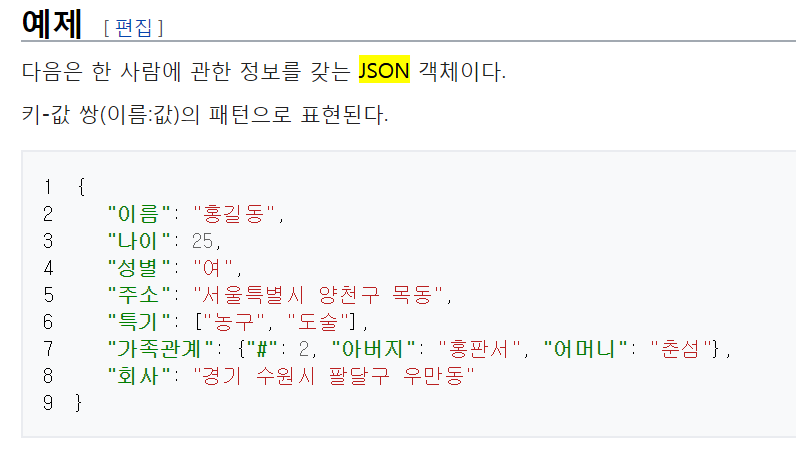 예제 [ 편집 ]
다음은 한 사람에 관한 정보를 갖는 JSON 객체이다.
키-값 쌍(이름:값)의 패턴으로 표현된다.
1 {
2    "이름": "홍길동",
3    "나이": 25,
4    "성별": "여",
5    "주소": "서울특별시 양천구 목동",
6    "특기": ["농구", "도술"],
7    "가족관계": {"#": 2, "아버지": "홍판서", "어머니": "춘섬"},
8    "회사": "경기 수원시 팔달구 우만동"
9 }